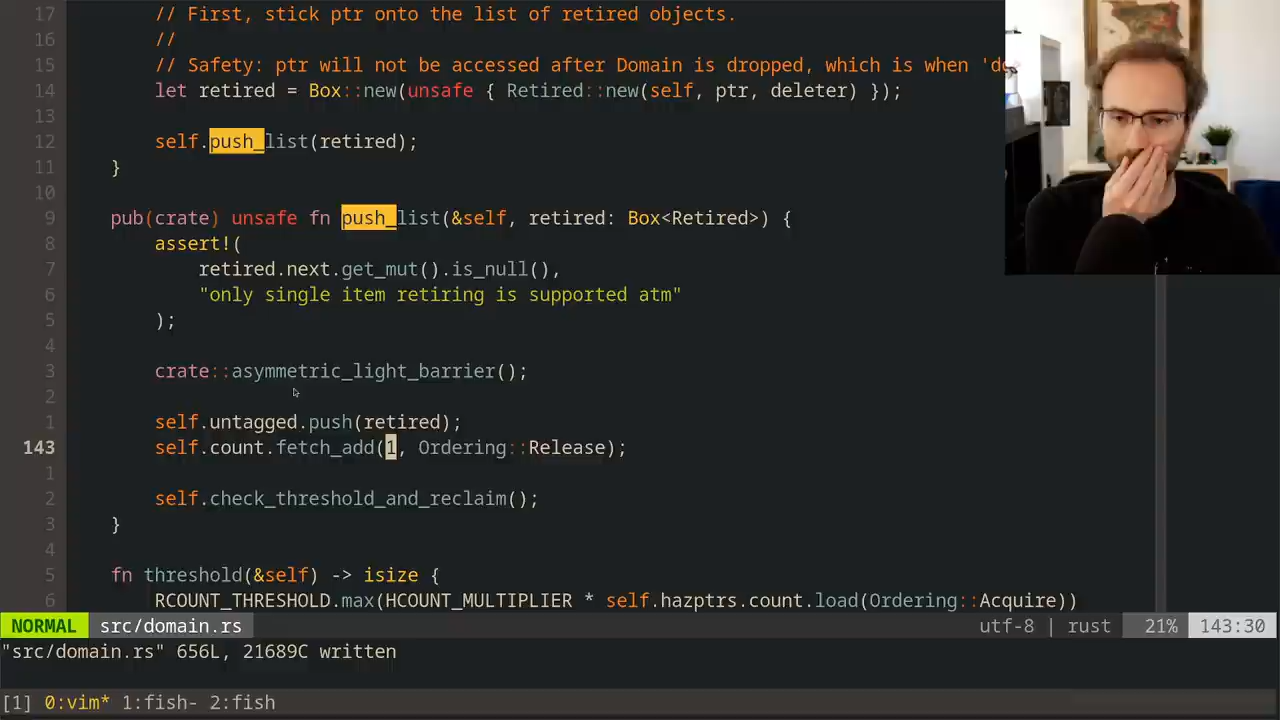 17 // First, stick ptr onto the list of retired objects.
16 //
15 // Safety: ptr will not be accessed after Domain is dropped, which is when
14 let retired = Box::new(unsafe { Retired::new(self, ptr, deleter) });
13
12 self.push_list(retired);
11 }
10
9 pub(crate) unsafe fn push_list(&self, retired: Box<Retired>) {
8 assert!(
7 retired.next.get_mut().is_null(),
6 "only single item retiring is supported atm"
5 );
4
3 crate::asymmetric_light_barrier();
2
1 self.untagged.push(retired);
143 self.count.fetch_add(1, Ordering::Release);
1
2 self.check_threshold_and_reclaim();
3 }
4
5 fn threshold(&self) -> isize {
6 RCOUNT_THRESHOLD.max(HCOUNT_MULTIPLIER * self.hazptrs.count.load(Ordering::Acquire))
NORMAL src/domain.rs utf-8 | rust 21% 143:30
"src/domain.rs" 656L, 21689C written
[1] 0:vim* 1:fish- 2:fish